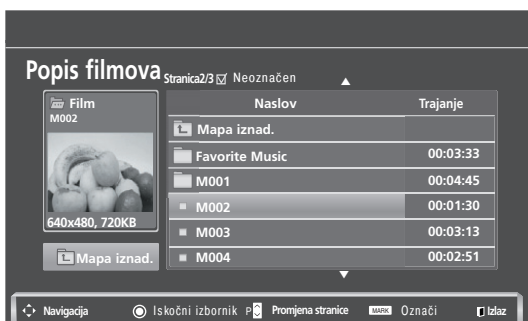 Popis filmova Stranica2/3 Neoznačen
Film
M002
640x480, 720KB
Mapa iznad.
Naslov Trajanje
Mapa iznad.
Favorite Music 00:03:33
M001 00:04:45
M002 00:01:30
M003 00:03:13
M004 00:02:51
Navigacija Iskočni izbornik P Promjena stranice MARK Označi Izlaz